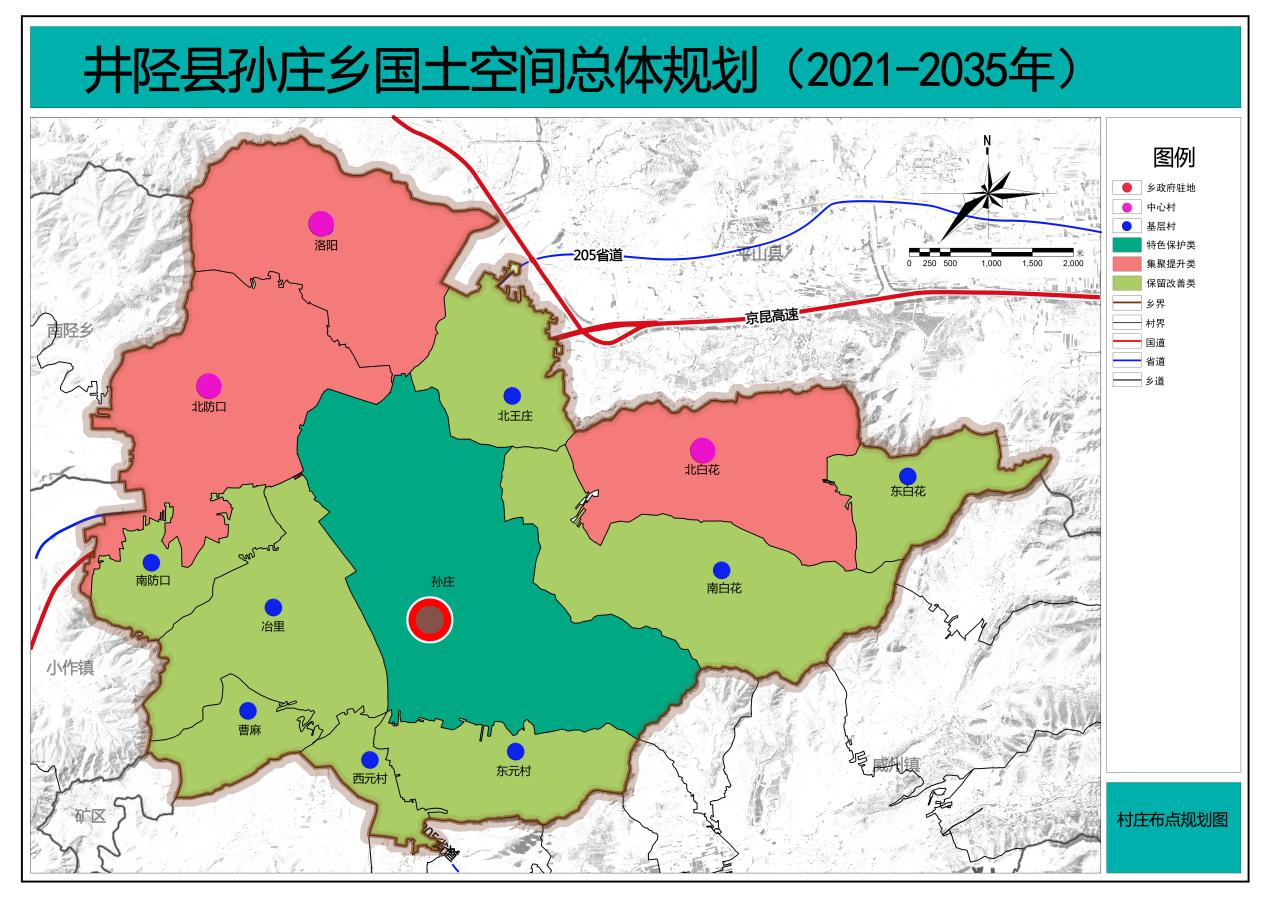 井陉县孙庄乡国土空间总体规划（2021-2035年）
洛阳
205省道
平山县
N
0 250 500 1,000 1,500 2,000 米
京昆高速
南陉乡
北防口
北王庄
北白花
东白花
南防口
孙庄
南白花
冶里
小作镇
曹麻
西元村
东元村
威州镇
矿区
05省道
图例
乡政府驻地
中心村
基层村
特色保护类
集聚提升类
保留改善类
乡界
村界
国道
省道
乡道
村庄布点规划图